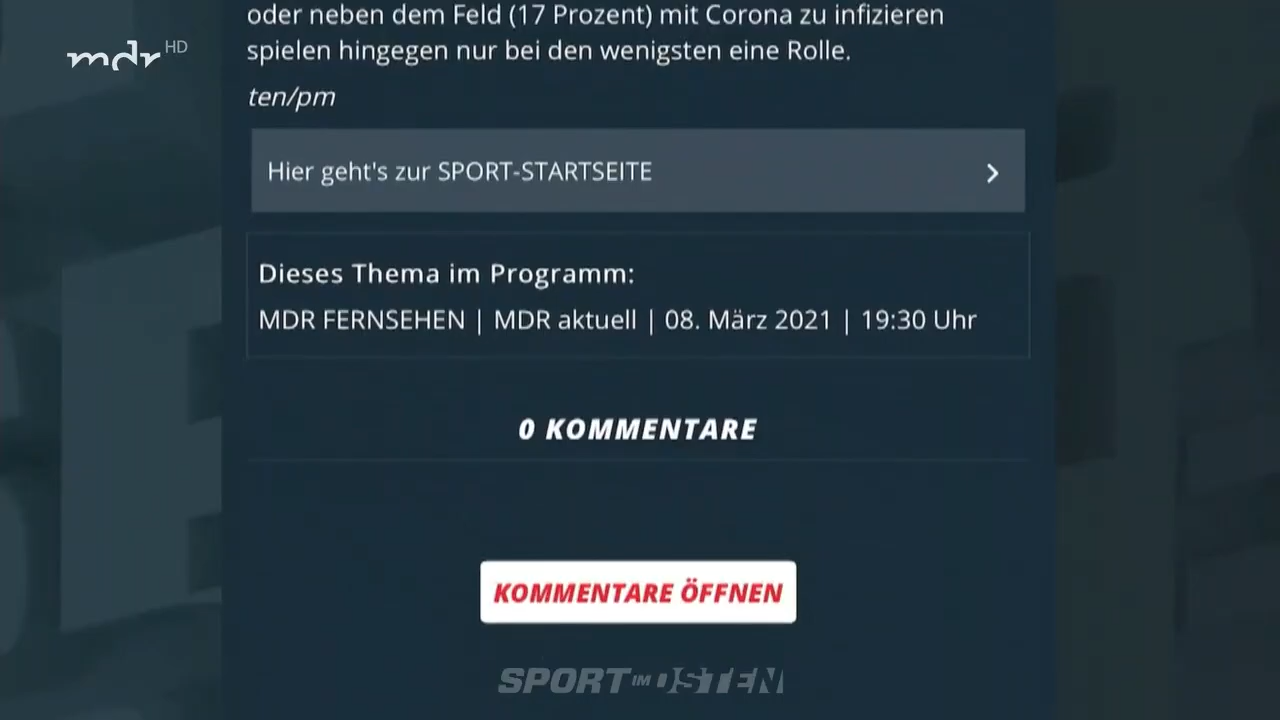 oder neben dem Feld (17 Prozent) mit Corona zu infizieren
mdr HD
spielen hingegen nur bei den wenigsten eine Rolle.
ten/pm
Hier geht's zur SPORT-STARTSEITE
Dieses Thema im Programm:
MDR FERNSEHEN | MDR aktuell | 08. März 2021 | 19:30 Uhr
0 KOMMENTARE
KOMMENTARE ÖFFNEN
SPORT IM OSTEN